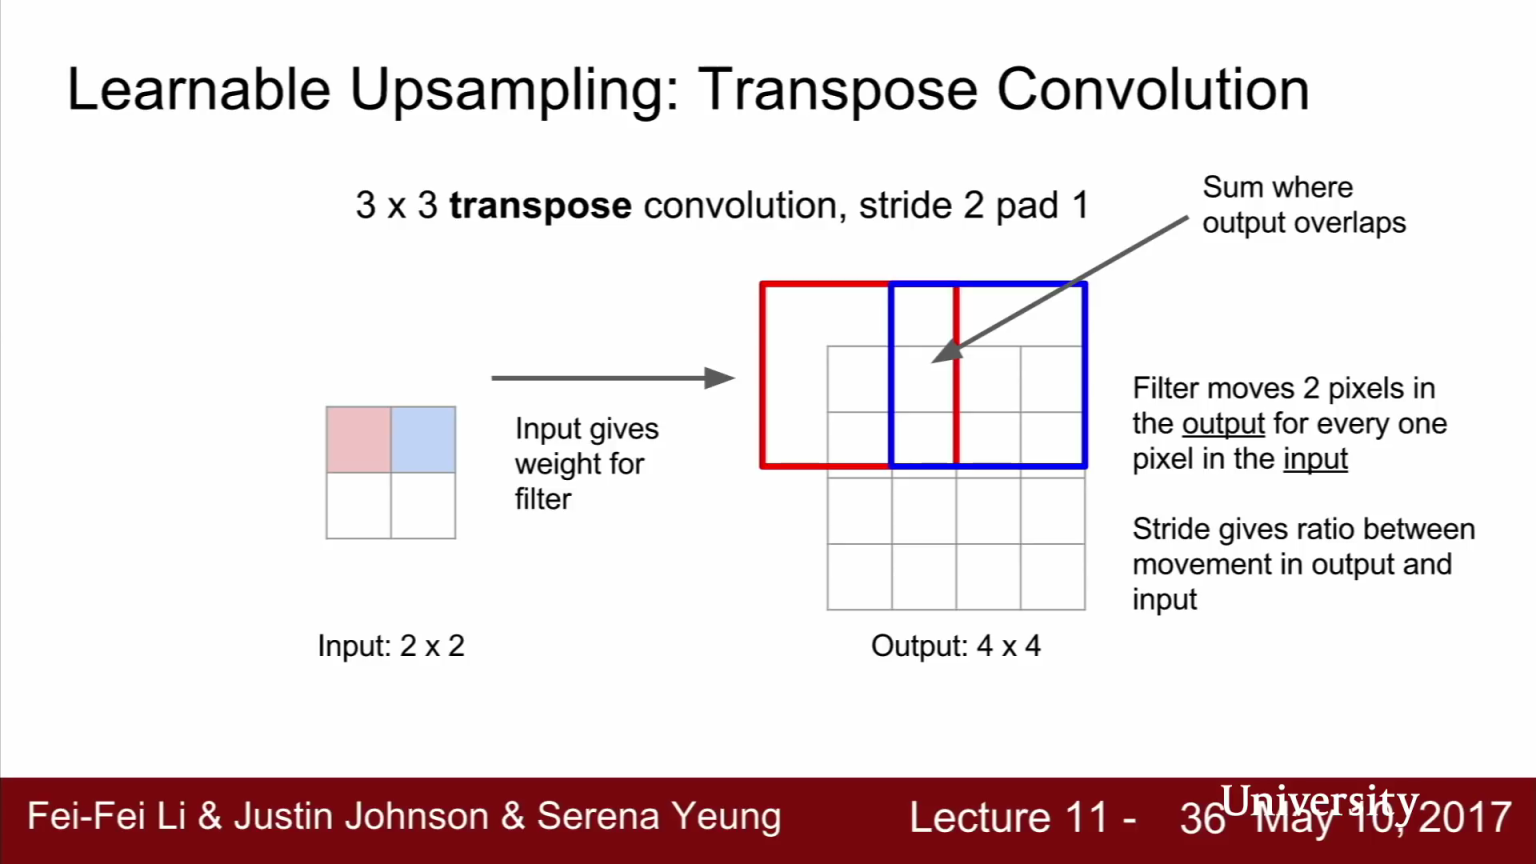 Learnable Upsampling: Transpose Convolution
3 x 3 transpose convolution, stride 2 pad 1
Sum where
output overlaps
Input gives
weight for
filter
Filter moves 2 pixels in
the output for every one
pixel in the input
Stride gives ratio between
movement in output and
input
Input: 2 x 2
Output: 4 x 4
Fei-Fei Li & Justin Johnson & Serena Yeung
Lecture 11 - 36 May 10, 2017
University